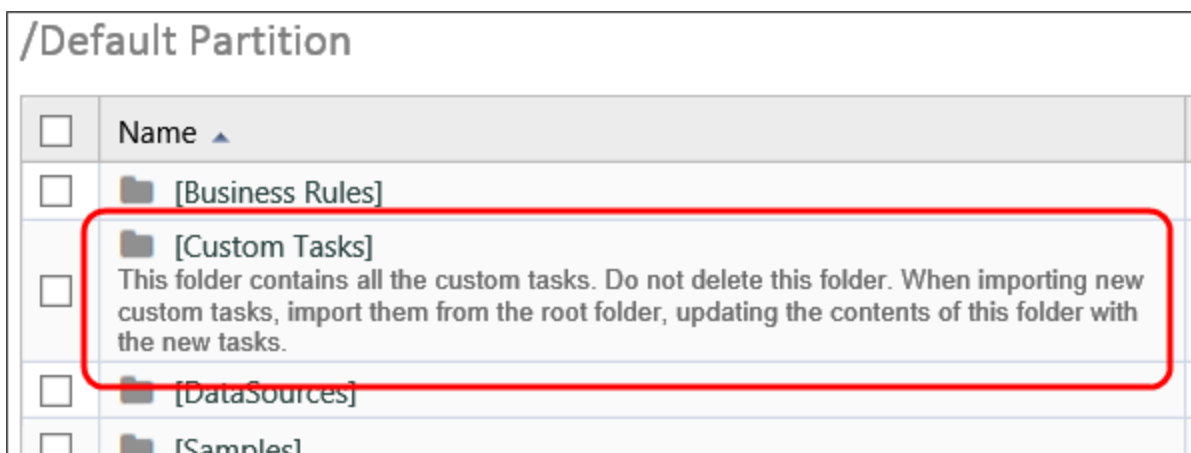 /Default Partition
Name
[Business Rules]
[Custom Tasks]
This folder contains all the custom tasks. Do not delete this folder. When importing new
custom tasks, import them from the root folder, updating the contents of this folder with
the new tasks.
[DataSources]
[Samples]